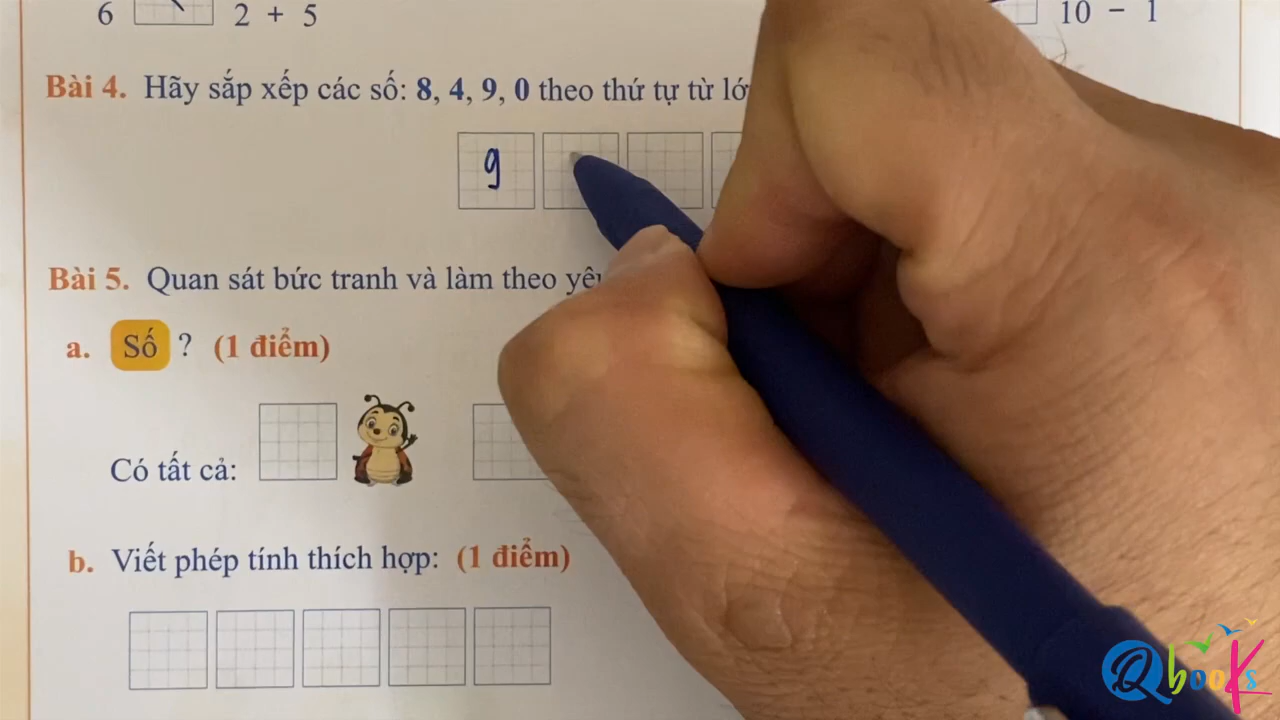 6 2 + 5 10 - 1
Bài 4. Hãy sắp xếp các số: 8, 4, 9, 0 theo thứ tự từ
9
Bài 5. Quan sát bức tranh và làm theo
a. Số ? (1 điểm)
Có tất cả:
b. Viết phép tính thích hợp: (1 điểm)
Qbooks